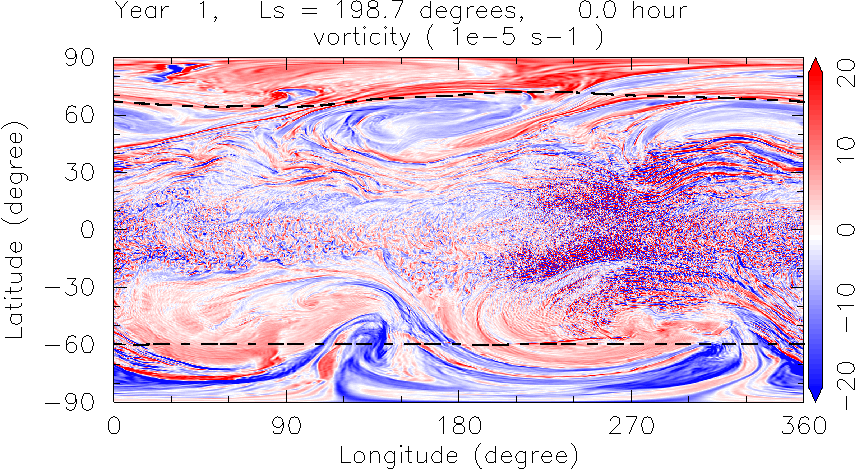 Year 1, Ls = 198.7 degrees, 0.0 hour
vorticity ( 1e-5 s-1 )
90
60
30
0
-30
-60
-90
Latitude (degree)
0 90 180 270 360
Longitude (degree)
20
10
0
-10
-20